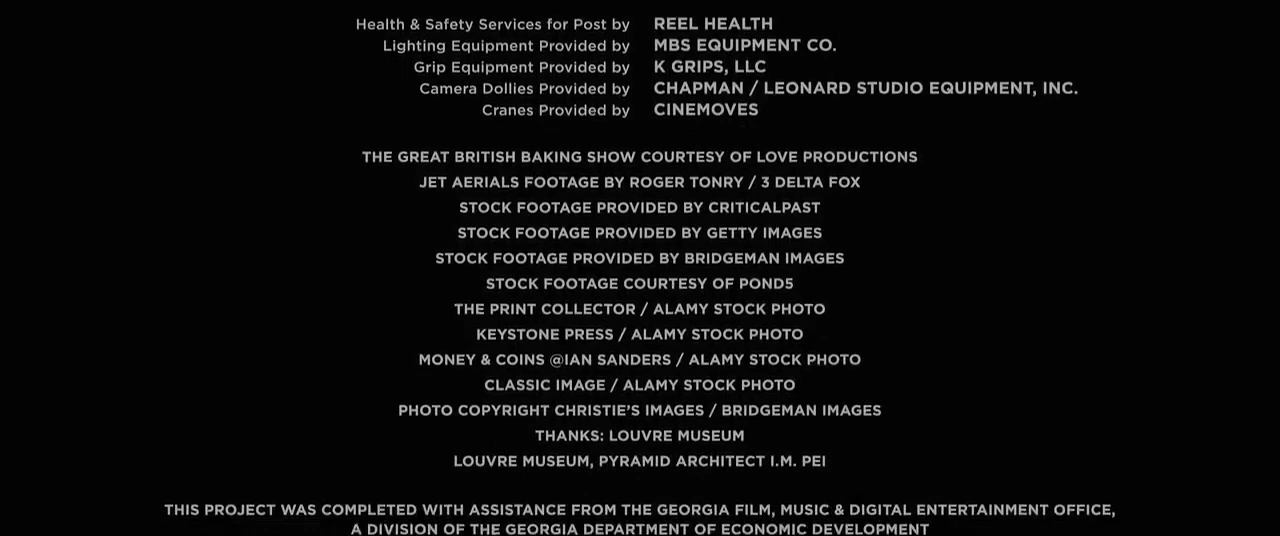 Health & Safety Services for Post by REEL HEALTH
Lighting Equipment Provided by MBS EQUIPMENT CO.
Grip Equipment Provided by K GRIPS, LLC
Camera Dollies Provided by CHAPMAN / LEONARD STUDIO EQUIPMENT, INC.
Cranes Provided by CINEMOVES
THE GREAT BRITISH BAKING SHOW COURTESY OF LOVE PRODUCTIONS
JET AERIALS FOOTAGE BY ROGER TONRY / 3 DELTA FOX
STOCK FOOTAGE PROVIDED BY CRITICALPAST
STOCK FOOTAGE PROVIDED BY GETTY IMAGES
STOCK FOOTAGE PROVIDED BY BRIDGEMAN IMAGES
STOCK FOOTAGE COURTESY OF POND5
THE PRINT COLLECTOR / ALAMY STOCK PHOTO
KEYSTONE PRESS / ALAMY STOCK PHOTO
MONEY & COINS @IAN SANDERS / ALAMY STOCK PHOTO
CLASSIC IMAGE / ALAMY STOCK PHOTO
PHOTO COPYRIGHT CHRISTIE'S IMAGES / BRIDGEMAN IMAGES
THANKS: LOUVRE MUSEUM
LOUVRE MUSEUM, PYRAMID ARCHITECT I.M. PEI
THIS PROJECT WAS COMPLETED WITH ASSISTANCE FROM THE GEORGIA FILM, MUSIC & DIGITAL ENTERTAINMENT OFFICE,
A DIVISION OF THE GEORGIA DEPARTMENT OF ECONOMIC DEVELOPMENT